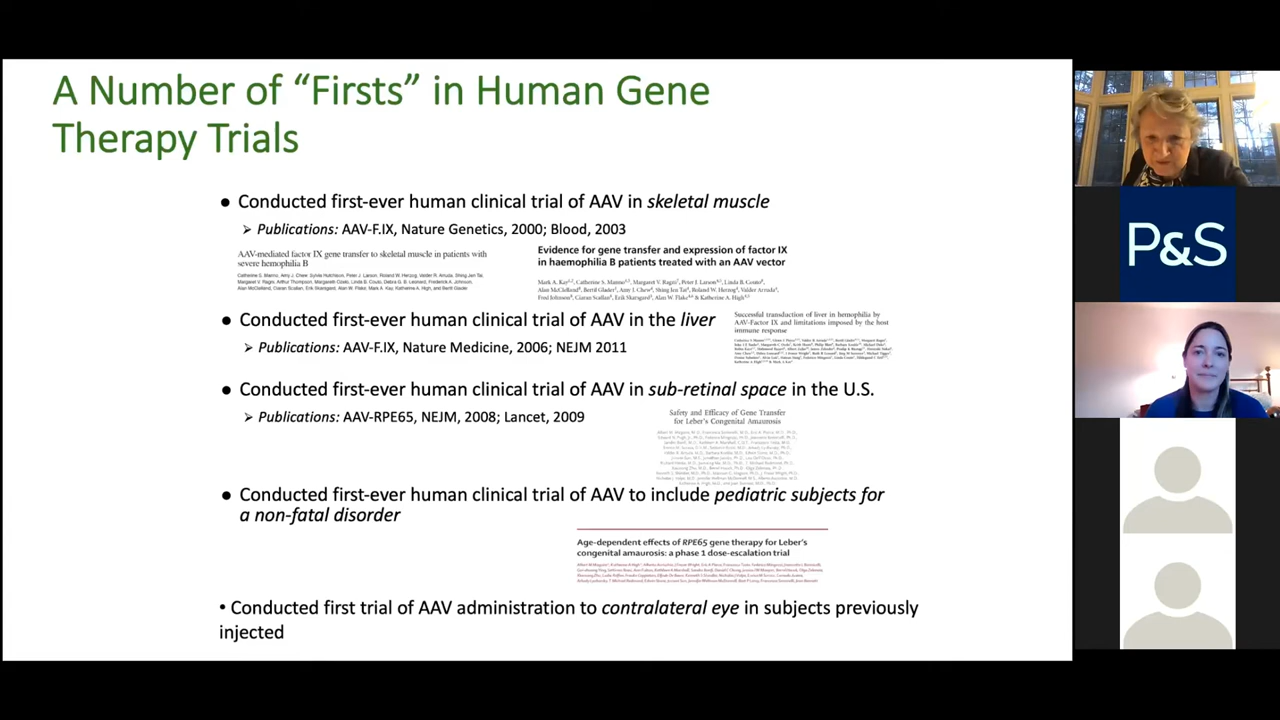 A Number of “Firsts” in Human Gene
Therapy Trials
● Conducted first-ever human clinical trial of AAV in skeletal muscle
➢ Publications: AAV-F.IX, Nature Genetics, 2000; Blood, 2003
AAV-mediated factor IX gene transfer to skeletal muscle in patients with
severe hemophilia B
Evidence for gene transfer and expression of factor IX
in haemophilia B patients treated with an AAV vector
● Conducted first-ever human clinical trial of AAV in the liver
➢ Publications: AAV-F.IX, Nature Medicine, 2006; NEJM 2011
Successful transduction of liver in hemophilia by
AAV-Factor IX and limitations imposed by the host
immune response
● Conducted first-ever human clinical trial of AAV in sub-retinal space in the U.S.
➢ Publications: AAV-RPE65, NEJM, 2008; Lancet, 2009
Safety and Efficacy of Gene Transfer
for Leber's Congenital Amaurosis
● Conducted first-ever human clinical trial of AAV to include pediatric subjects for
a non-fatal disorder
Age-dependent effects of RPE65 gene therapy for Leber's
congenital amaurosis: a phase 1 dose-escalation trial
• Conducted first trial of AAV administration to contralateral eye in subjects previously
injected
P&S